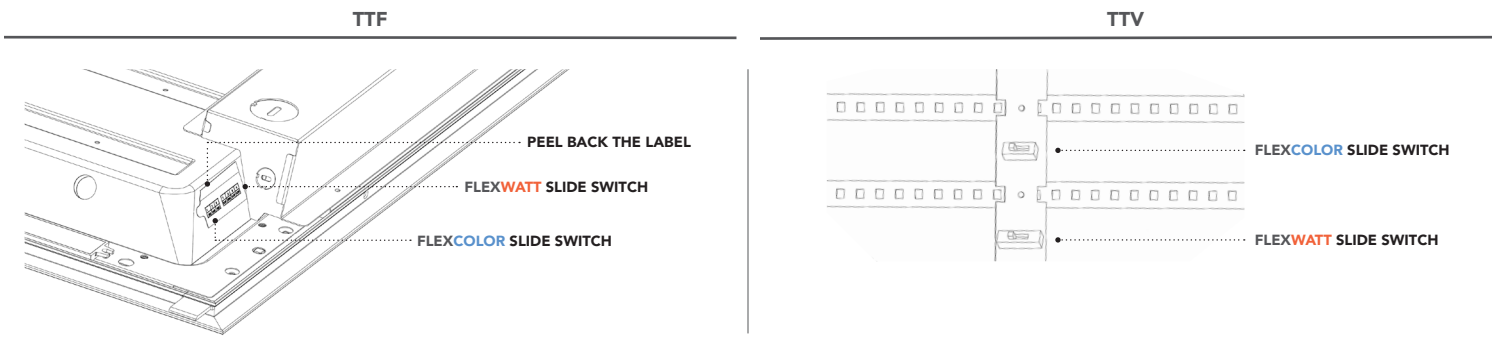 TTF
PEEL BACK THE LABEL
FLEXWATT SLIDE SWITCH
FLEXCOLOR SLIDE SWITCH
TTV
FLEXCOLOR SLIDE SWITCH
FLEXWATT SLIDE SWITCH